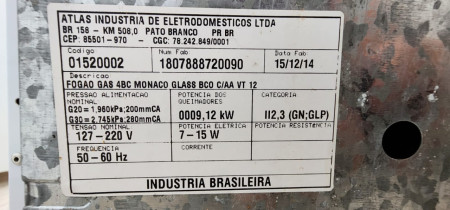 ATLAS INDUSTRIA DE ELETRODOMESTICOS LTDA
BR 158 - KM 508,0 PATO BRANCO PR BR
CEP: 85501-970 - CGC: 76.242.849/0001
Codigo Num Fab Fab
01520002 1807888720090 15/12/14
Descricao
FOGAO GAS 4BC MONACO GLASS BCO C/AA VT 12
PRESSAO ALIMENTACAO NOMINAL POTENCIA DOS QUEIMADORES CATEGORIA
G20= 1,960kPa;200mmCA 0009,12 kW II2,3 (GN;GLP)
G30= 2,745kPa;280mmCA
TENSAO NOMINAL POTENCIA ELETRICA POTENCIA RESISTÊNCIA
127-220 V 7-15 W
FREQUENCIA CORRENTE
50-60 Hz
INDUSTRIA BRASILEIRA